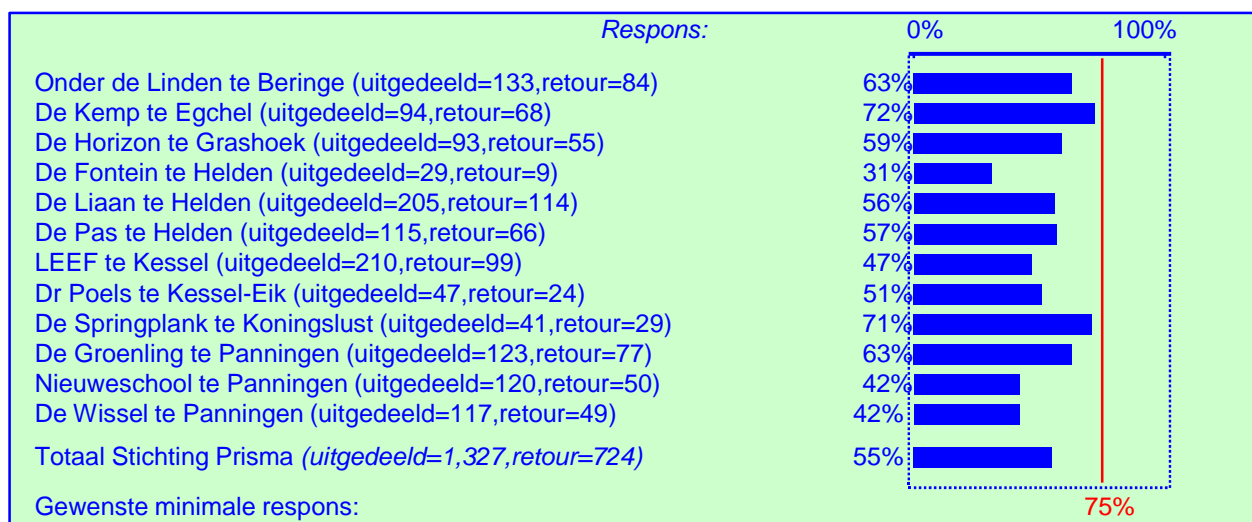 Respons: 0% 100%
Onder de Linden te Beringe (uitgedeeld=133,retour=84) 63%
De Kemp te Egchel (uitgedeeld=94,retour=68) 72%
De Horizon te Grashoek (uitgedeeld=93,retour=55) 59%
De Fontein te Helden (uitgedeeld=29,retour=9) 31%
De Liaan te Helden (uitgedeeld=205,retour=114) 56%
De Pas te Helden (uitgedeeld=115,retour=66) 57%
LEEF te Kessel (uitgedeeld=210,retour=99) 47%
Dr Poels te Kessel-Eik (uitgedeeld=47,retour=24) 51%
De Springplank te Koningslust (uitgedeeld=41,retour=29) 71%
De Groenling te Panningen (uitgedeeld=123,retour=77) 63%
Nieuweschool te Panningen (uitgedeeld=120,retour=50) 42%
De Wissel te Panningen (uitgedeeld=117,retour=49) 42%
Totaal Stichting Prisma (uitgedeeld=1,327,retour=724) 55%
Gewenste minimale respons: 75%